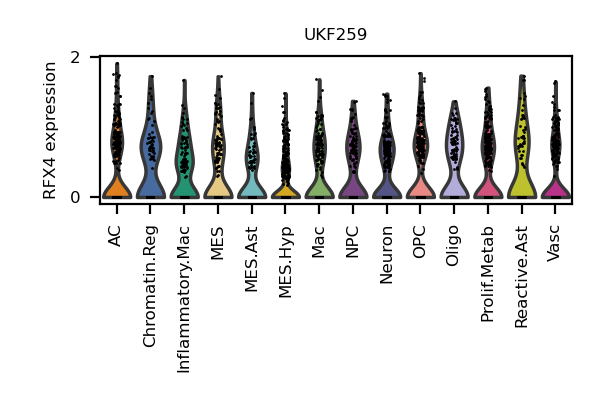 UKF259
RFX4 expression
2
0
AC
Chromatin.Reg
Inflammatory.Mac
MES
MES.Ast
MES.Hyp
Mac
NPC
Neuron
OPC
Oligo
Prolif.Metab
Reactive.Ast
Vasc